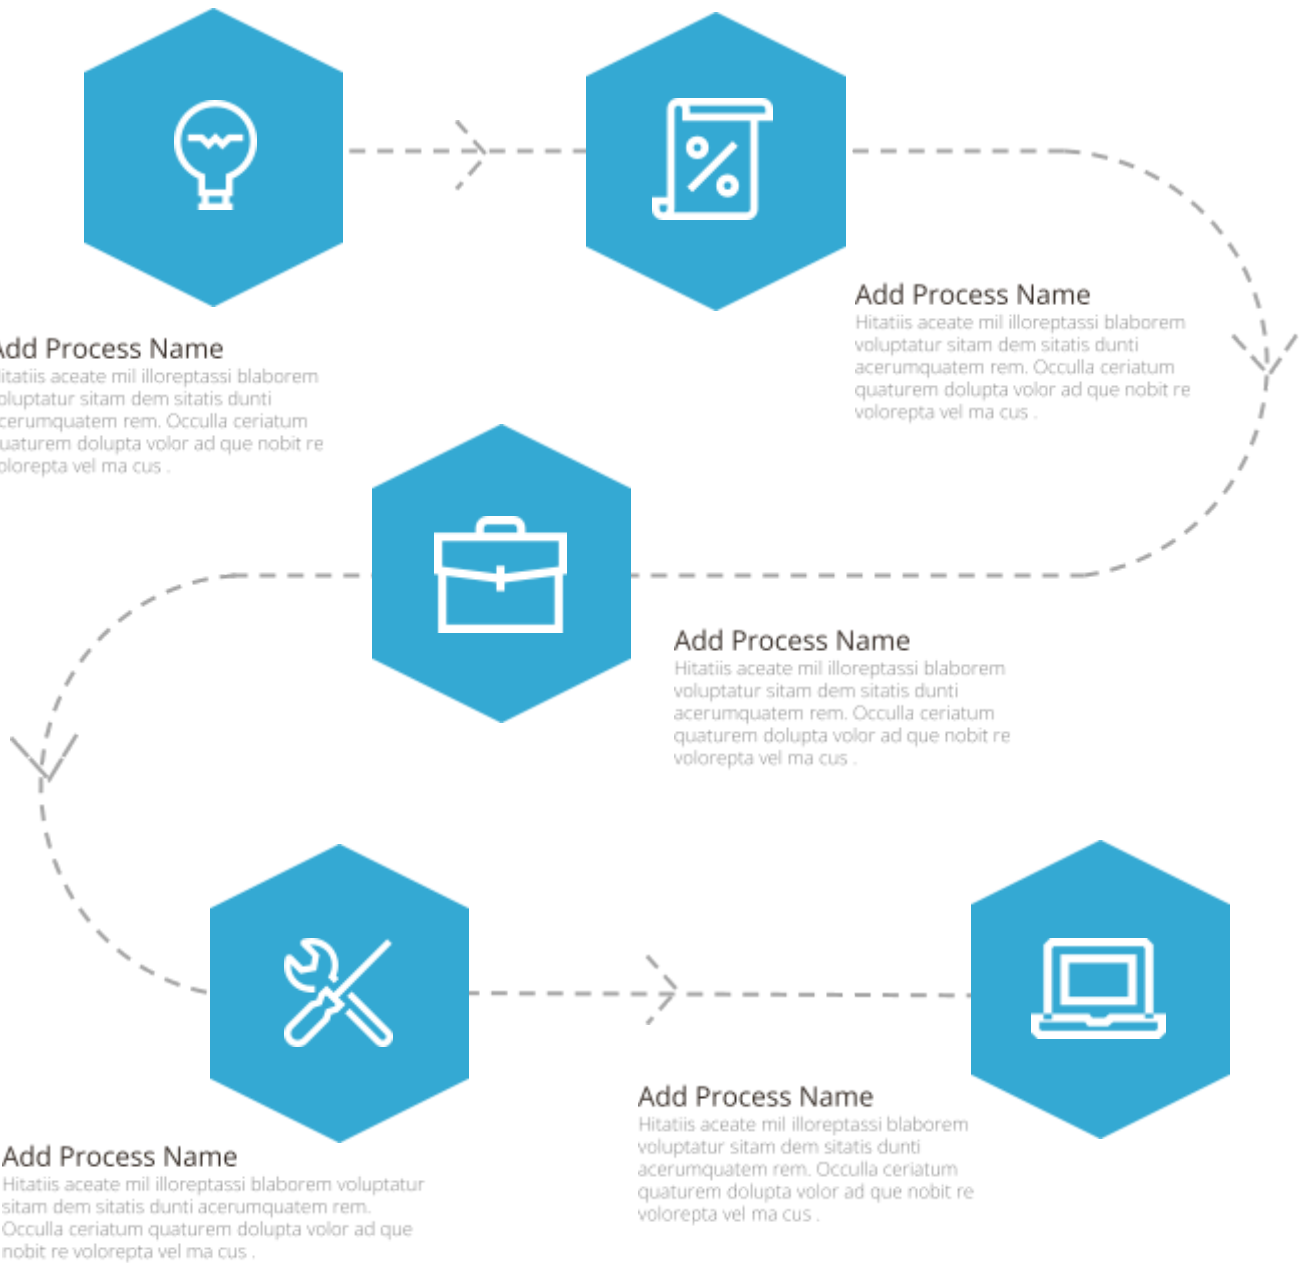 Add Process Name
Hitatiis aceate mil illoreptassi blaborem
voluptatur sitam dem sitatis dunti
acerumquatem rem. Occulla ceriatum
quaturem dolupta volor ad que nobit re
volorepta vel ma cus .
Add Process Name
itatiis aceate mil illoreptassi blaborem
oluptatur sitam dem sitatis dunti
cerumquatem rem. Occulla ceriatum
uaturem dolupta volor ad que nobit re
olorepta vel ma cus .
Add Process Name
Hitatiis aceate mil illoreptassi blaborem
voluptatur sitam dem sitatis dunti
acerumquatem rem. Occulla ceriatum
quaturem dolupta volor ad que nobit re
volorepta vel ma cus .
Add Process Name
Hitatiis aceate mil illoreptassi blaborem
voluptatur sitam dem sitatis dunti
acerumquatem rem. Occulla ceriatum
quaturem dolupta volor ad que nobit re
volorepta vel ma cus .
Add Process Name
Hitatiis aceate mil illoreptassi blaborem voluptatur
sitam dem sitatis dunti acerumquatem rem.
Occulla ceriatum quaturem dolupta volor ad que
nobit re volorepta vel ma cus .